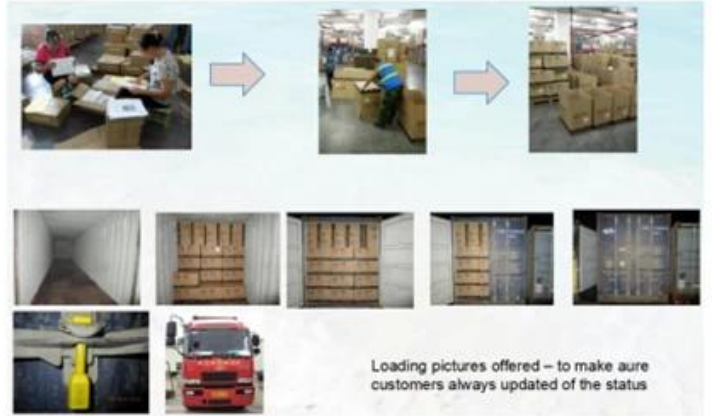 Loading pictures offered – to make aure
customers always updated of the status